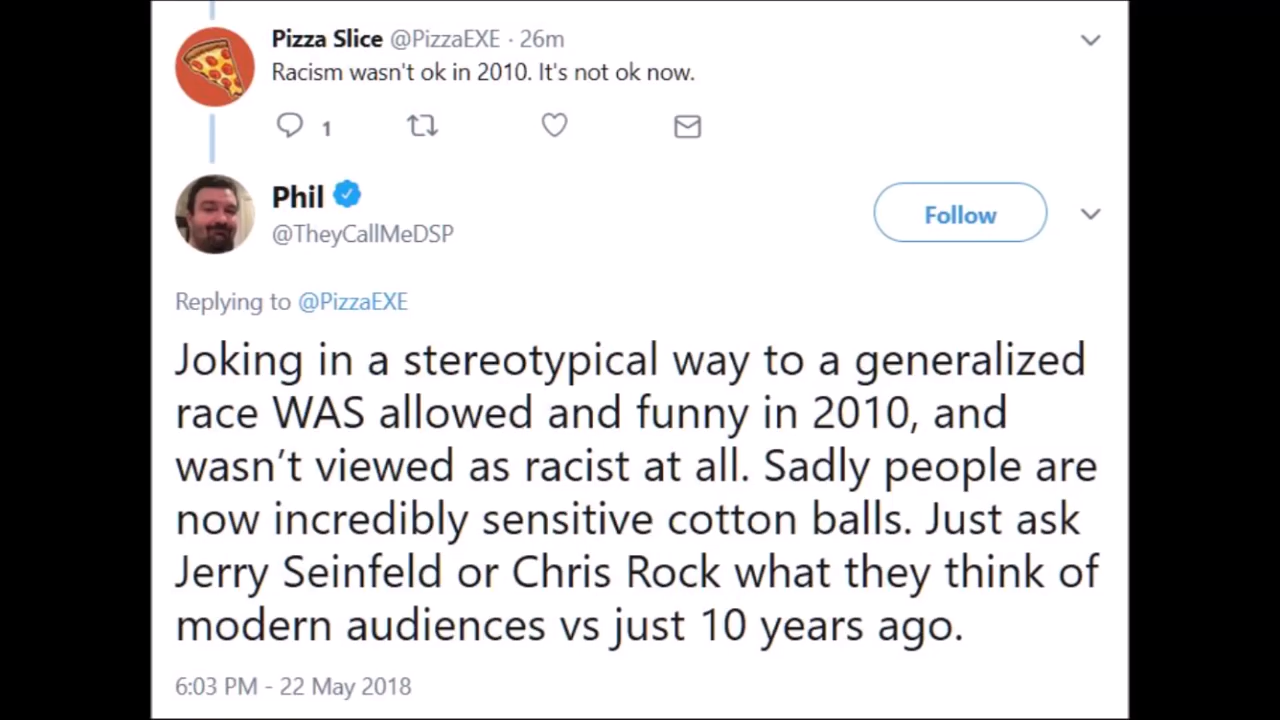 Pizza Slice @PizzaEXE · 26m
Racism wasn't ok in 2010. It's not ok now.
1
Phil
Follow
@TheyCallMeDSP
Replying to @PizzaEXE
Joking in a stereotypical way to a generalized
race WAS allowed and funny in 2010, and
wasn’t viewed as racist at all. Sadly people are
now incredibly sensitive cotton balls. Just ask
Jerry Seinfeld or Chris Rock what they think of
modern audiences vs just 10 years ago.
6:03 PM - 22 May 2018